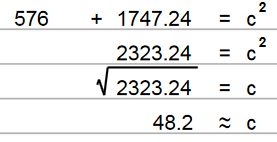 576 + 1747.24 = c²
2323.24 = c²
√2323.24 = c
48.2 ≈ c